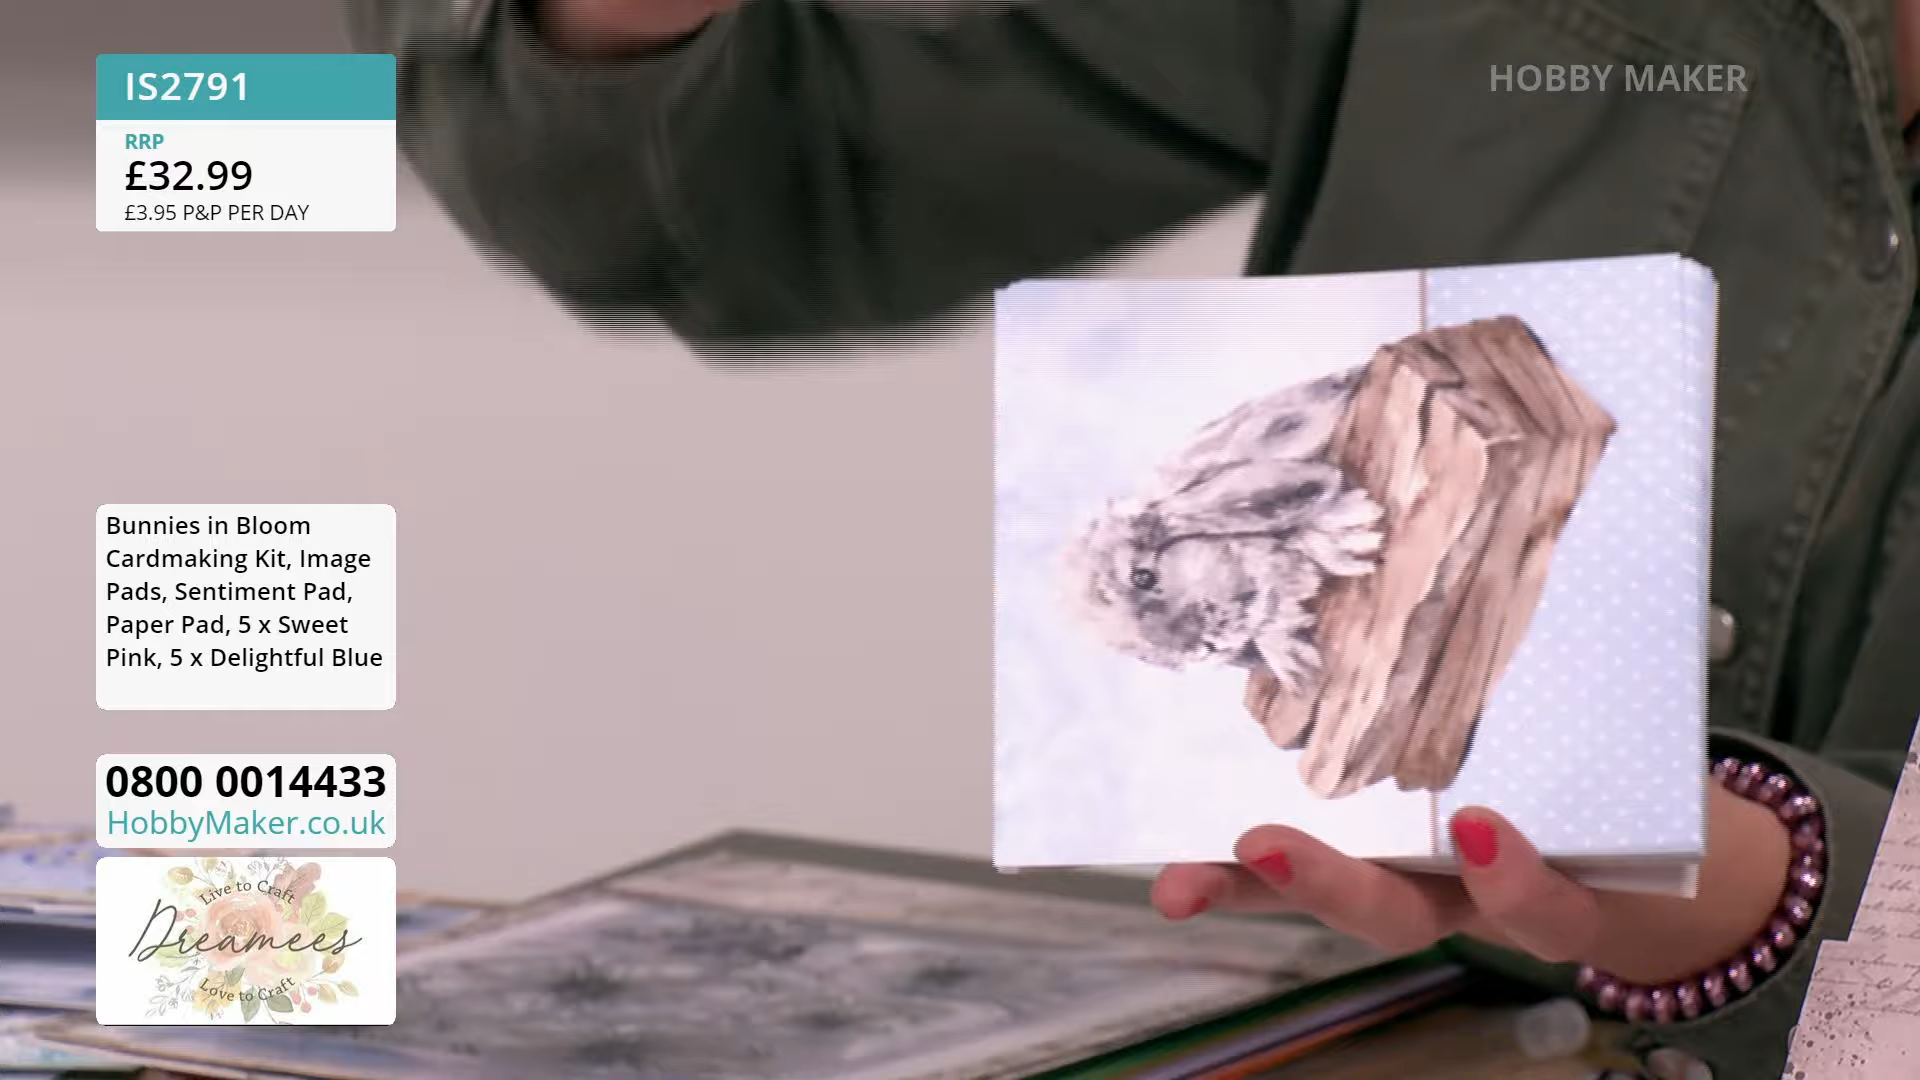 IS2791
RRP
£32.99
£3.95 P&P PER DAY
HOBBY MAKER
Bunnies in Bloom
Cardmaking Kit, Image
Pads, Sentiment Pad,
Paper Pad, 5 x Sweet
Pink, 5 x Delightful Blue
0800 0014433
HobbyMaker.co.uk
Live to Craft
Dreamees
Love to Craft